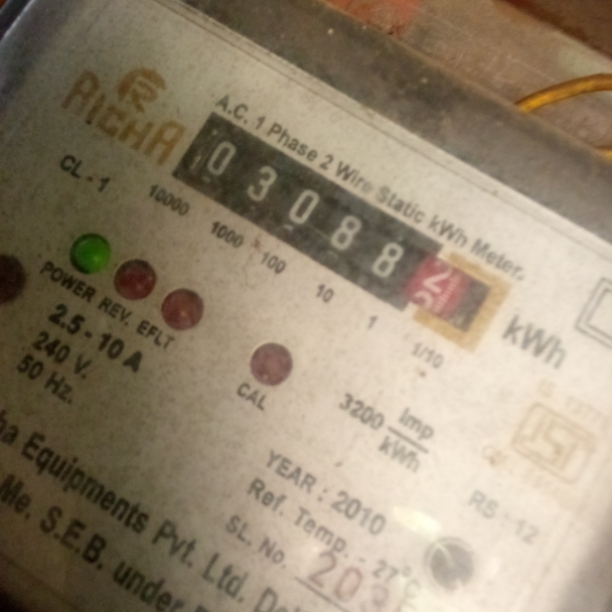 RICHA
A.C. 1 Phase 2 Wire Static kWh Meter.
03088 2
kWh
CL - 1
10000 1000 100 10 1 1/10
POWER REV. EFLT
CAL
2.5 - 10 A
240 V.
50 Hz.
3200 Imp
kWh
RS - 12
YEAR : 2010
Ref. Temp. - 27°C
SL. No. 203
Equipments Pvt. Ltd.
Me. S.E.B. under